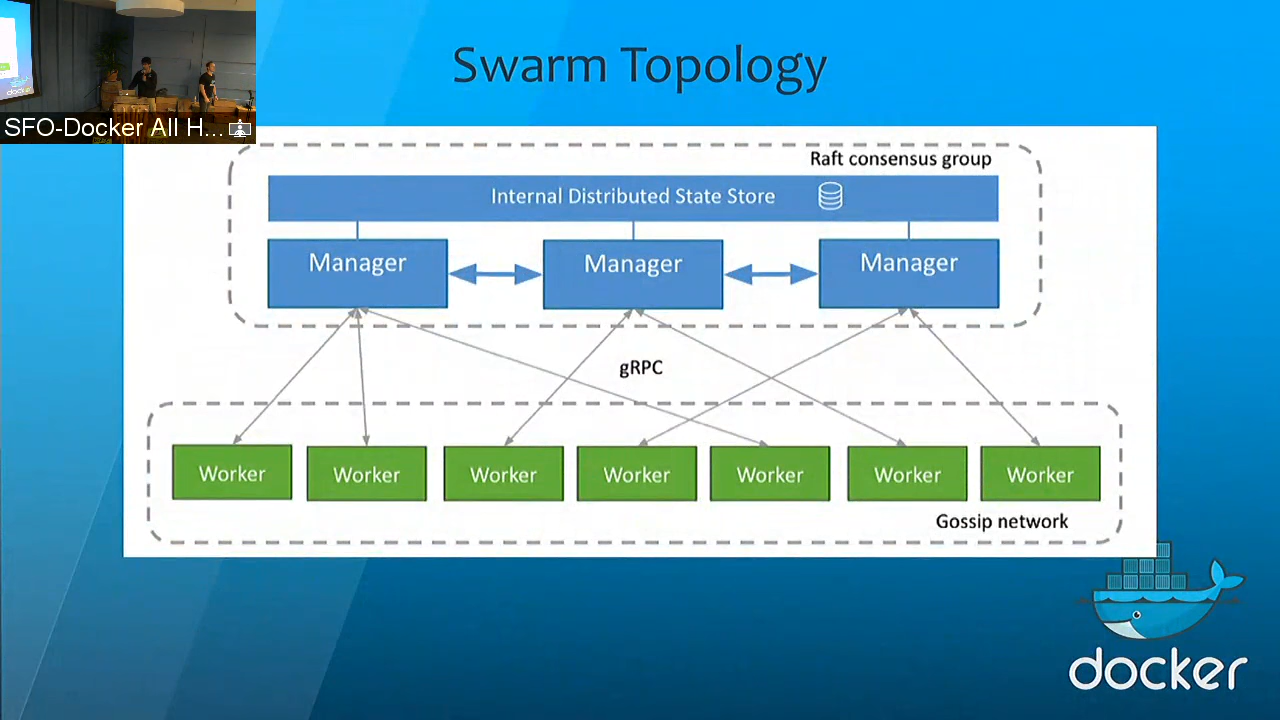 SFO-Docker All H...
Swarm Topology
Raft consensus group
Internal Distributed State Store
Manager
Manager
Manager
gRPC
Worker
Worker
Worker
Worker
Worker
Worker
Worker
Gossip network
docker